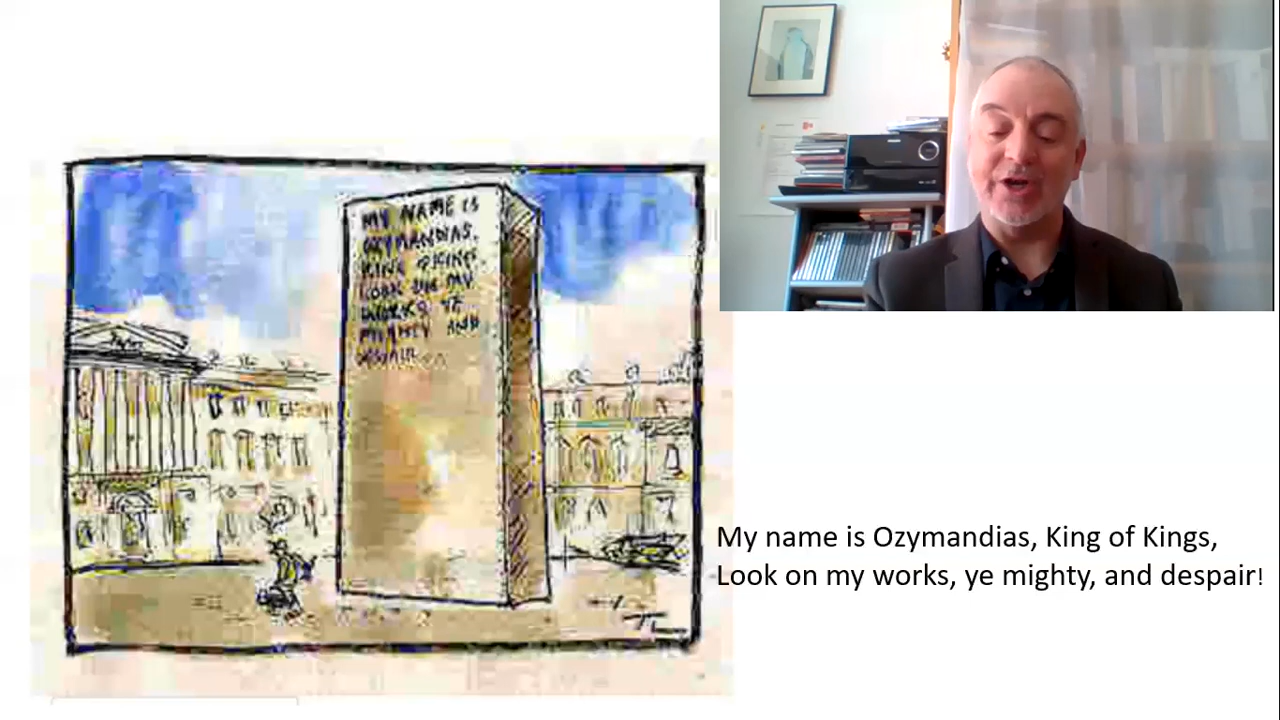 MY NAME IS
OZYMANDIAS.
KING OF KINGS.
LOOK ON MY
WORKS YE
MIGHTY AND
My name is Ozymandias, King of Kings,
Look on my works, ye mighty, and despair!